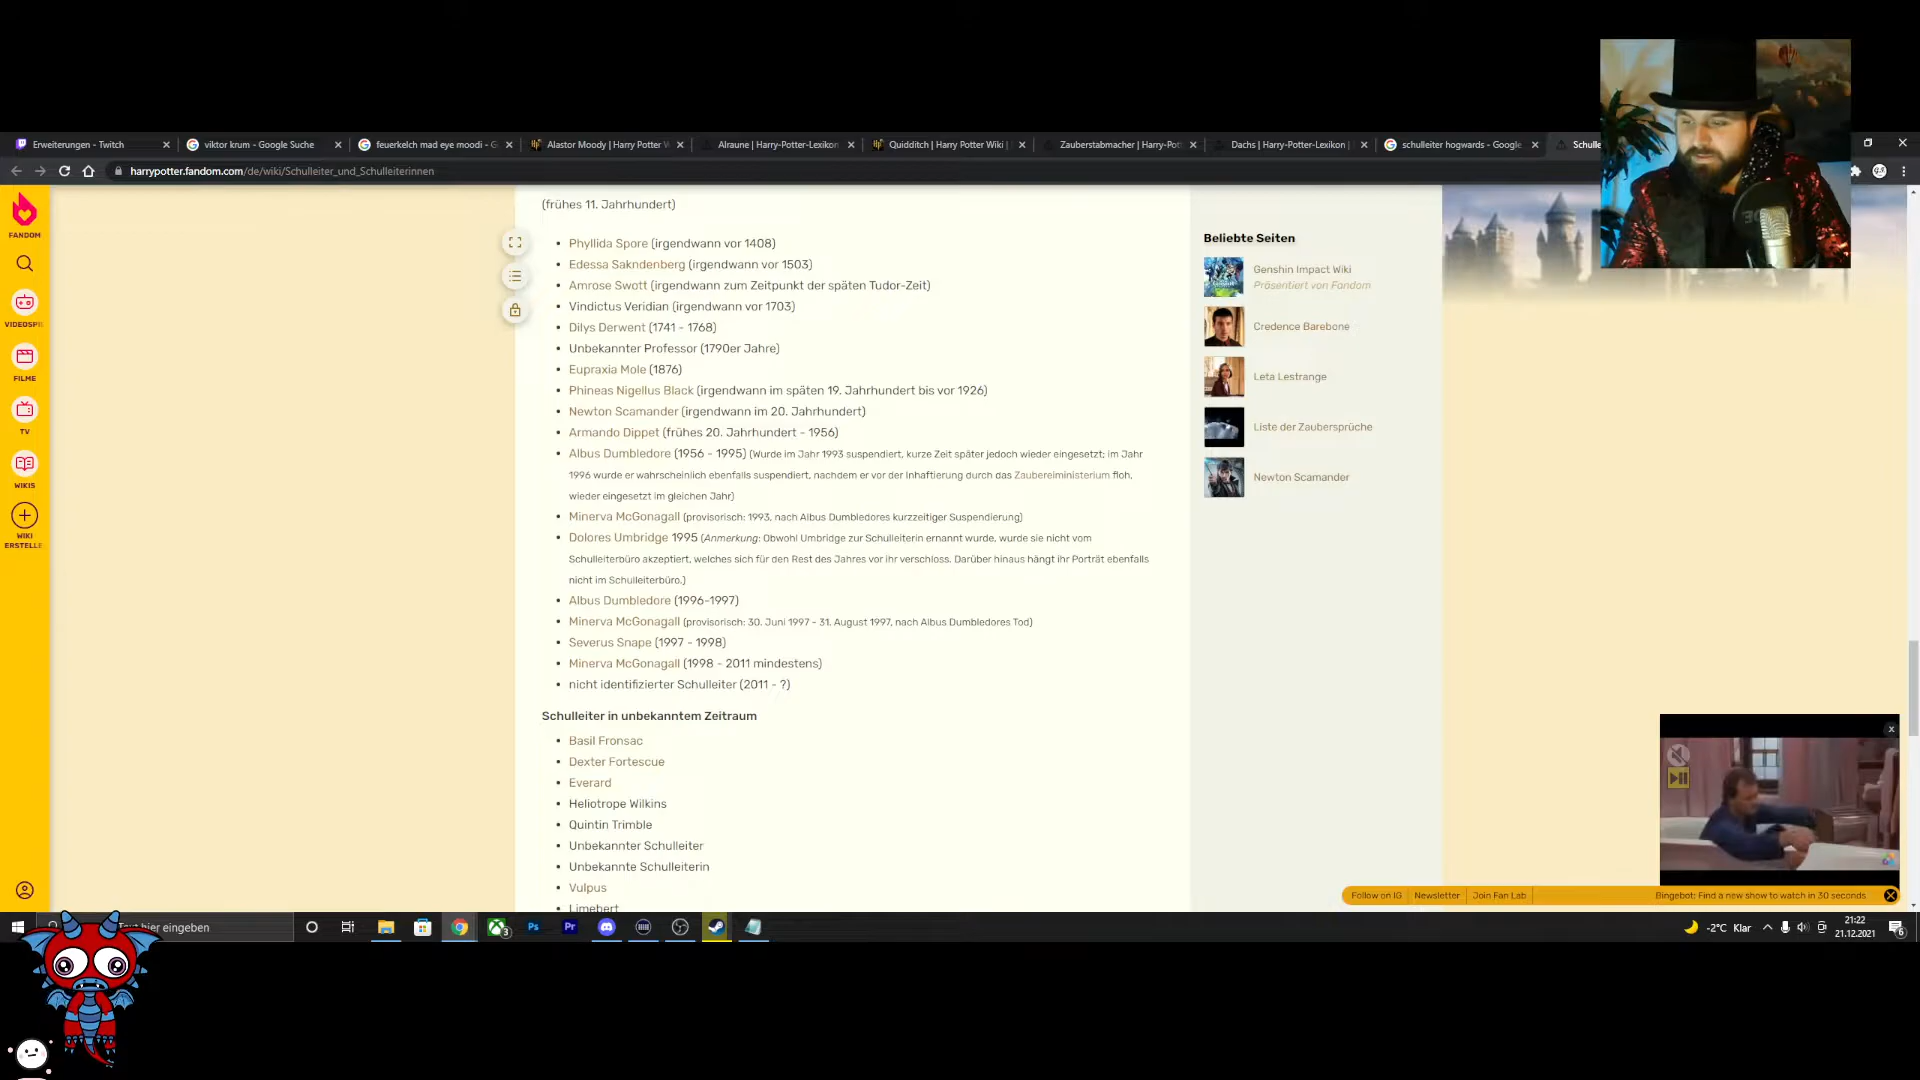 Erweiterungen - Twitch
viktor krum - Google Suche
feuerkelch mad eye moodi - G
Alastor Moody | Harry Potter W
Alraune | Harry-Potter-Lexikon
Quidditch | Harry Potter Wiki |
Zauberstabmacher | Harry-Pot
Dachs | Harry-Potter-Lexikon |
schulleiter hogwards - Google
Schulle
harrypotter.fandom.com/de/wiki/Schulleiter_und_Schulleiterinnen
FANDOM
VIDEOSPI
FILME
TV
WIKIS
WIKI
ERSTELLE
(frühes 11. Jahrhundert)
• Phyllida Spore (irgendwann vor 1408)
• Edessa Sakndenberg (irgendwann vor 1503)
• Amrose Swott (irgendwann zum Zeitpunkt der späten Tudor-Zeit)
• Vindictus Veridian (irgendwann vor 1703)
• Dilys Derwent (1741 - 1768)
• Unbekannter Professor (1790er Jahre)
• Eupraxia Mole (1876)
• Phineas Nigellus Black (irgendwann im späten 19. Jahrhundert bis vor 1926)
• Newton Scamander (irgendwann im 20. Jahrhundert)
• Armando Dippet (frühes 20. Jahrhundert - 1956)
• Albus Dumbledore (1956 - 1995) (Wurde im Jahr 1993 suspendiert, kurze Zeit später jedoch wieder eingesetzt; im Jahr
1996 wurde er wahrscheinlich ebenfalls suspendiert, nachdem er vor der Inhaftierung durch das Zaubereiministerium floh,
wieder eingesetzt im gleichen Jahr)
• Minerva McGonagall (provisorisch: 1993, nach Albus Dumbledores kurzzeitiger Suspendierung)
• Dolores Umbridge 1995 (Anmerkung: Obwohl Umbridge zur Schulleiterin ernannt wurde, wurde sie nicht vom
Schulleiterbüro akzeptiert, welches sich für den Rest des Jahres vor ihr verschloss. Darüber hinaus hängt ihr Porträt ebenfalls
nicht im Schulleiterbüro.)
• Albus Dumbledore (1996-1997)
• Minerva McGonagall (provisorisch: 30. Juni 1997 - 31. August 1997, nach Albus Dumbledores Tod)
• Severus Snape (1997 - 1998)
• Minerva McGonagall (1998 - 2011 mindestens)
• nicht identifizierter Schulleiter (2011 - ?)
Schulleiter in unbekanntem Zeitraum
• Basil Fronsac
• Dexter Fortescue
• Everard
• Heliotrope Wilkins
• Quintin Trimble
• Unbekannter Schulleiter
• Unbekannte Schulleiterin
• Vulpus
• Limebert
Beliebte Seiten
Genshin Impact Wiki
Präsentiert von Fandom
Credence Barebone
Leta Lestrange
Liste der Zaubersprüche
Newton Scamander
Follow on IG
Newsletter
Join Fan Lab
Bingebot: Find a new show to watch in 30 seconds
Text hier eingeben
3
Ps
Pr
-2°C Klar
21:22
21.12.2021
6